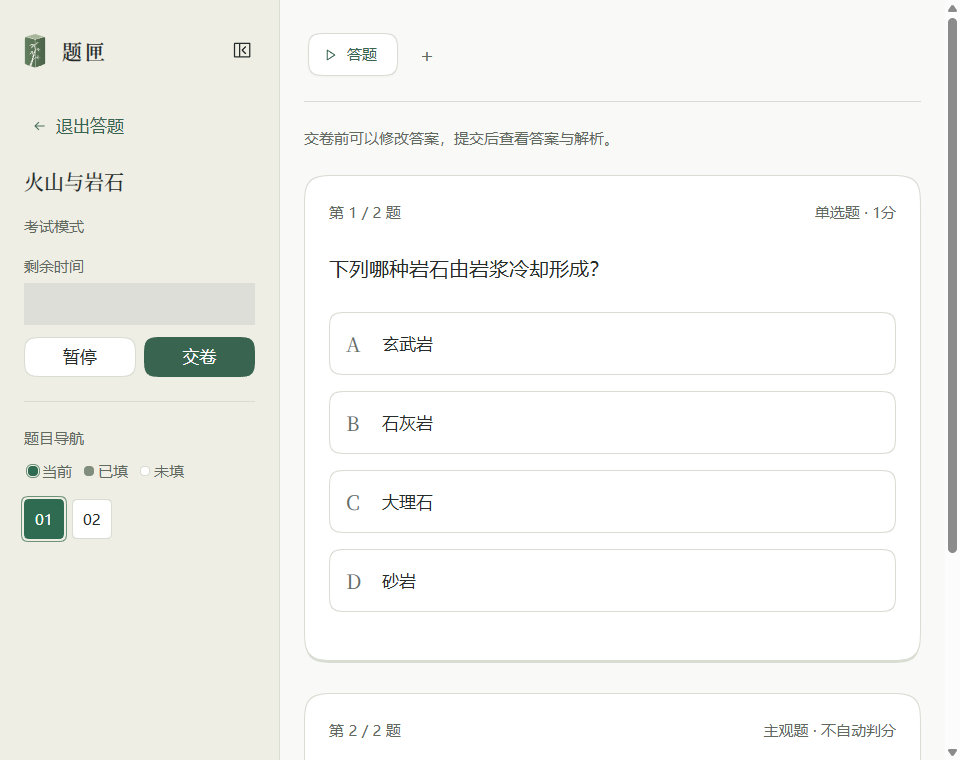 题匣
← 退出答题
火山与岩石
考试模式
剩余时间
暂停
交卷
题目导航
当前 已填 未填
01 02
答题 +
交卷前可以修改答案，提交后查看答案与解析。
第 1 / 2 题
单选题 · 1分
下列哪种岩石由岩浆冷却形成？
A 玄武岩
B 石灰岩
C 大理石
D 砂岩
第 2 / 2 题
主观题 · 不自动判分